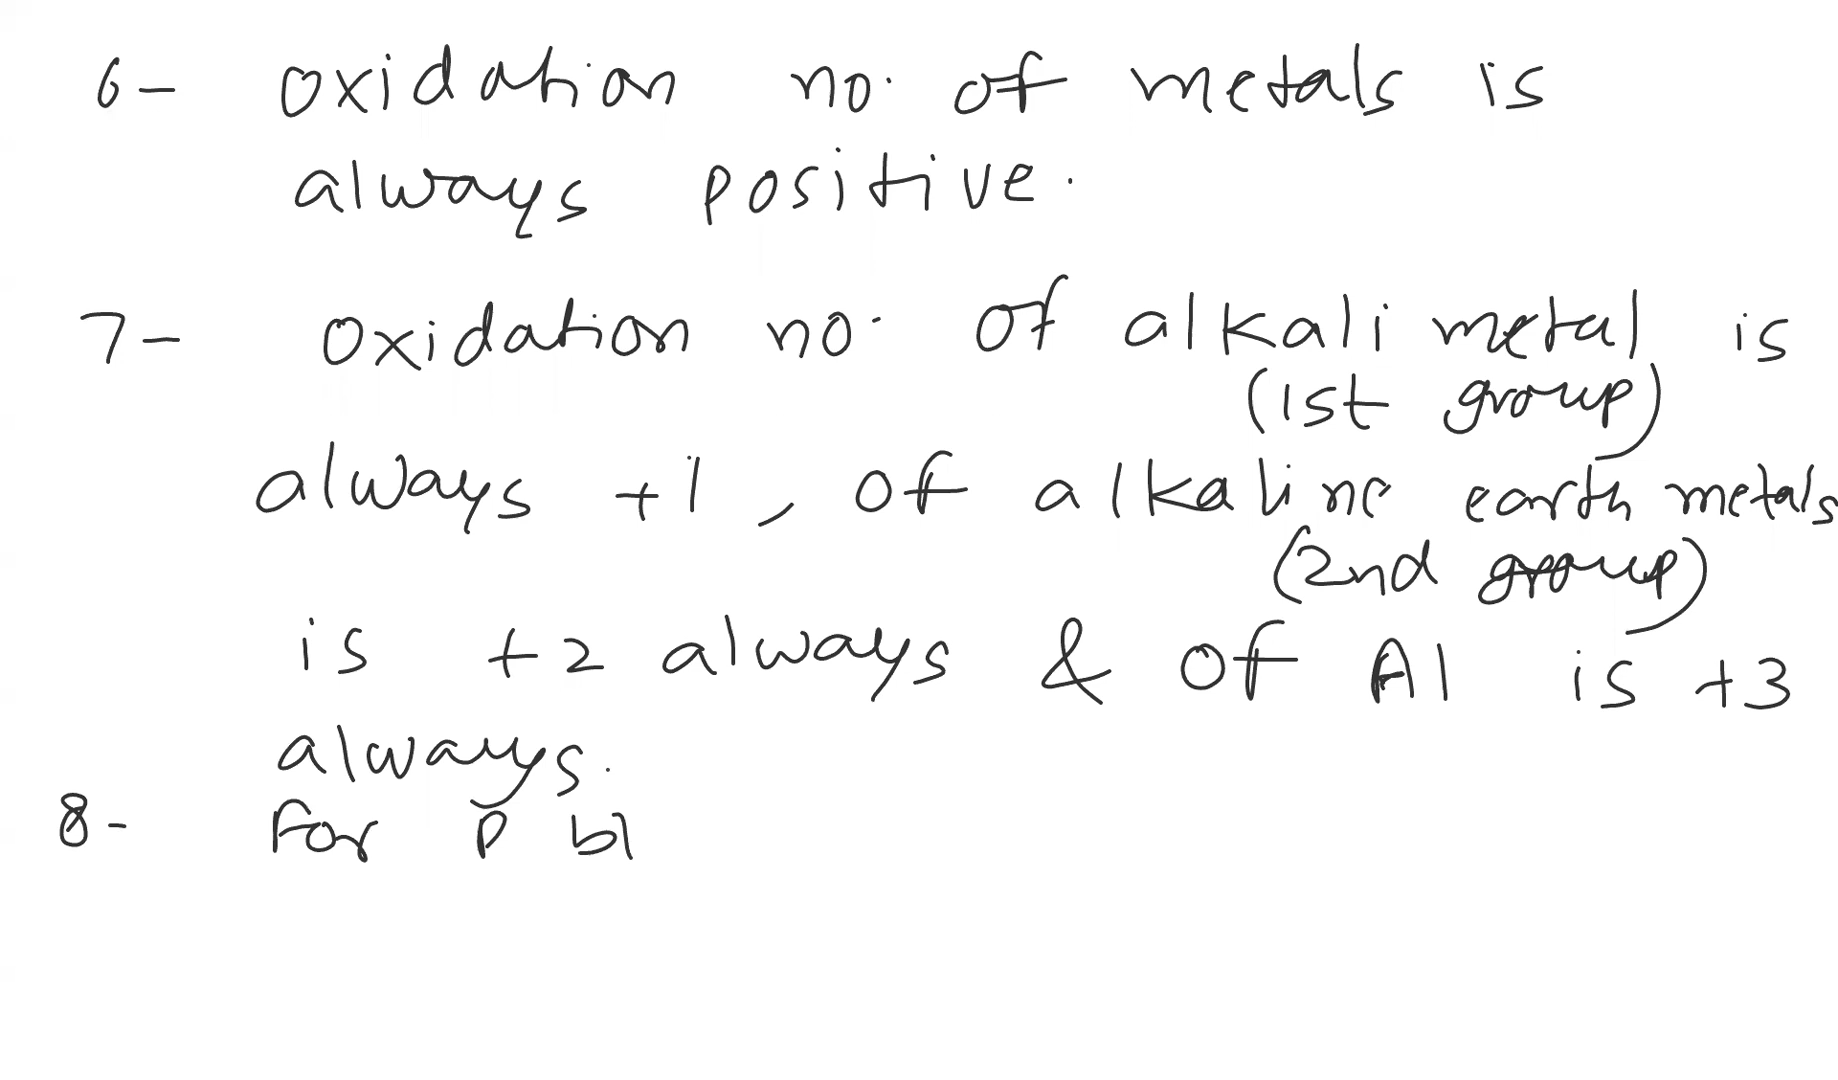 6- oxidation no. of metals is
always positive.
7- oxidation no. of alkali metal is
(1st group)
always +1, of alkaline earth metals
(2nd group)
is +2 always & of Al is +3
always.
8- For p bl